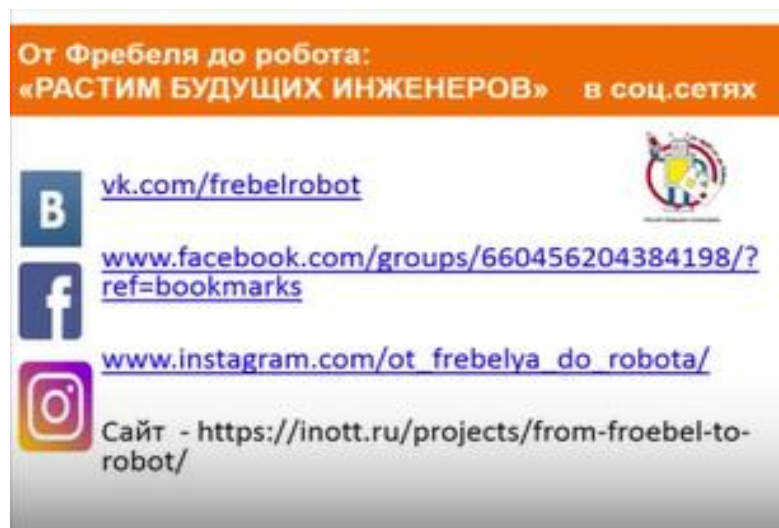 От Фребеля до робота:
«РАСТИМ БУДУЩИХ ИНЖЕНЕРОВ» в соц.сетях
vk.com/frebelrobot
www.facebook.com/groups/660456204384198/?
ref=bookmarks
www.instagram.com/ot_frebelya_do_robota/
Сайт - https://inott.ru/projects/from-froebel-to-
robot/